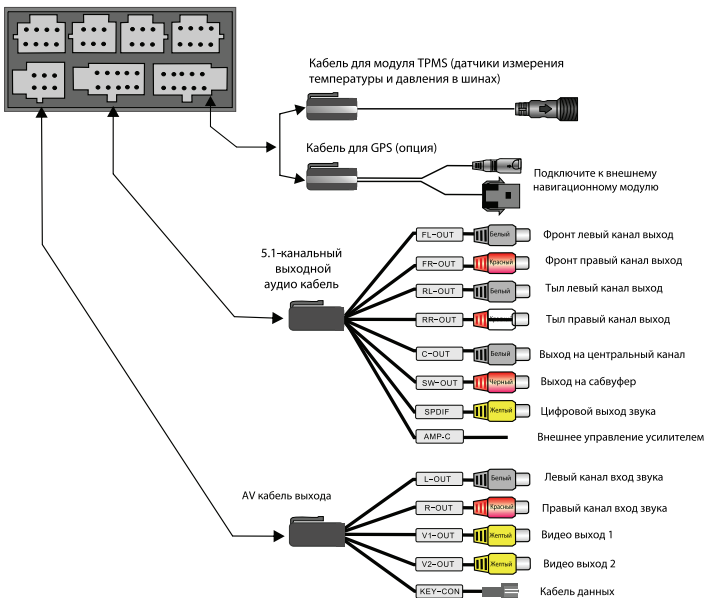 Кабель для модуля TPMS (датчики измерения
температуры и давления в шинах)
Кабель для GPS (опция)
Подключите к внешнему
навигационному модулю
5.1-канальный
выходной
аудио кабель
FL-OUT Белый Фронт левый канал выход
FR-OUT Красный Фронт правый канал выход
RL-OUT Белый Тыл левый канал выход
RR-OUT Тыл правый канал выход
C-OUT Белый Выход на центральный канал
SW-OUT Черный Выход на сабвуфер
SPDIF Желтый Цифровой выход звука
AMP-C Внешнее управление усилителем
AV кабель выхода
L-OUT Белый Левый канал вход звука
R-OUT Красный Правый канал вход звука
V1-OUT Желтый Видео выход 1
V2-OUT Желтый Видео выход 2
KEY-CON Кабель данных